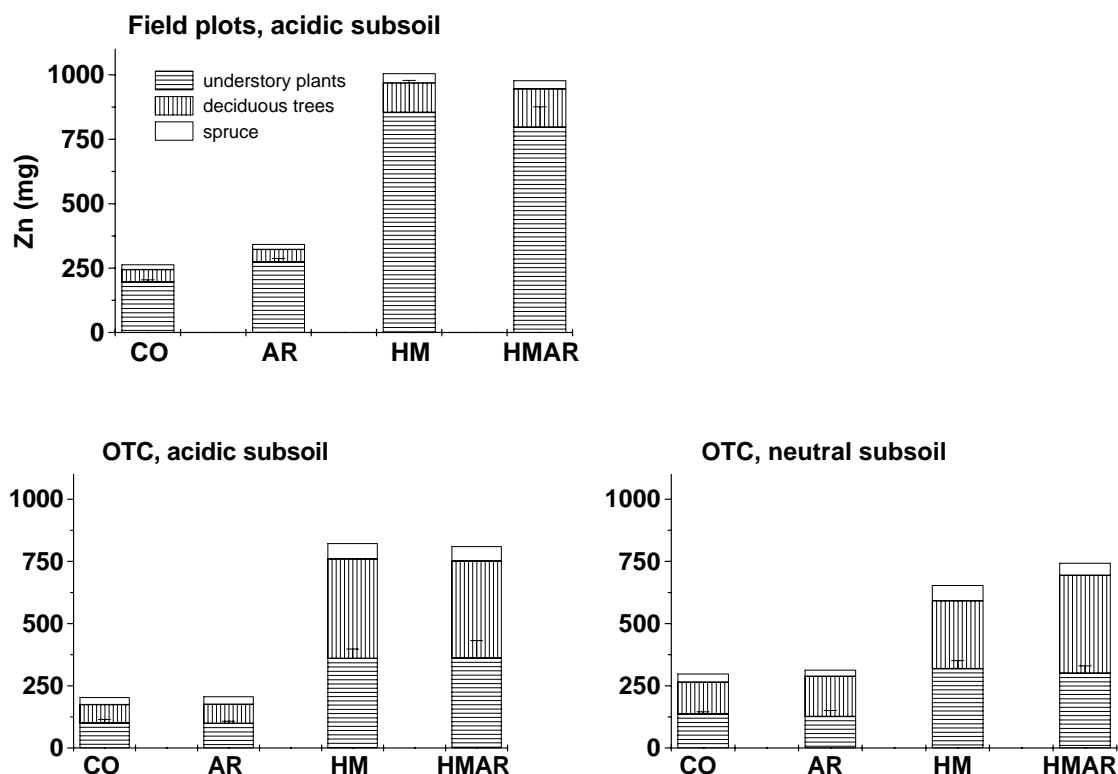 Field plots, acidic subsoil
1000
750
500
250
0
Zn (mg)
understory plants
deciduous trees
spruce
CO AR HM HMAR
OTC, acidic subsoil
1000
750
500
250
0
CO AR HM HMAR
OTC, neutral subsoil
1000
750
500
250
0
CO AR HM HMAR